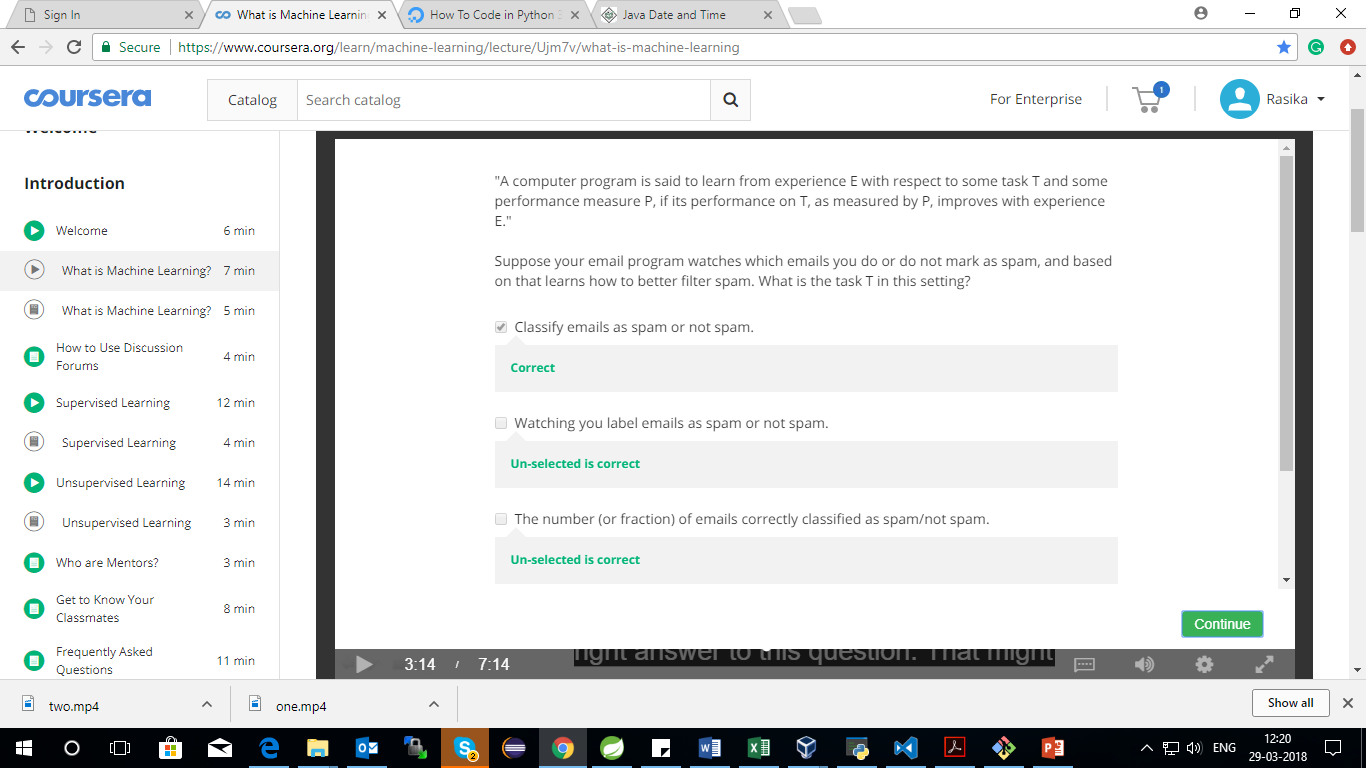 Sign In
What is Machine Learnin
How To Code in Python 3
Java Date and Time
Secure
https://www.coursera.org/learn/machine-learning/lecture/Ujm7v/what-is-machine-learning
coursera
Catalog
Search catalog
For Enterprise
1
Rasika
Welcome
Introduction
Welcome 6 min
What is Machine Learning? 7 min
What is Machine Learning? 5 min
How to Use Discussion
Forums
4 min
Supervised Learning 12 min
Supervised Learning 4 min
Unsupervised Learning 14 min
Unsupervised Learning 3 min
Who are Mentors? 3 min
Get to Know Your
Classmates
8 min
Frequently Asked
Questions
11 min
"A computer program is said to learn from experience E with respect to some task T and some
performance measure P, if its performance on T, as measured by P, improves with experience
E."
Suppose your email program watches which emails you do or do not mark as spam, and based
on that learns how to better filter spam. What is the task T in this setting?
Classify emails as spam or not spam.
Correct
Watching you label emails as spam or not spam.
Un-selected is correct
The number (or fraction) of emails correctly classified as spam/not spam.
Un-selected is correct
Continue
3:14 / 7:14
right answer to this question. That might
two.mp4
one.mp4
Show all
2
ENG
12:20
29-03-2018